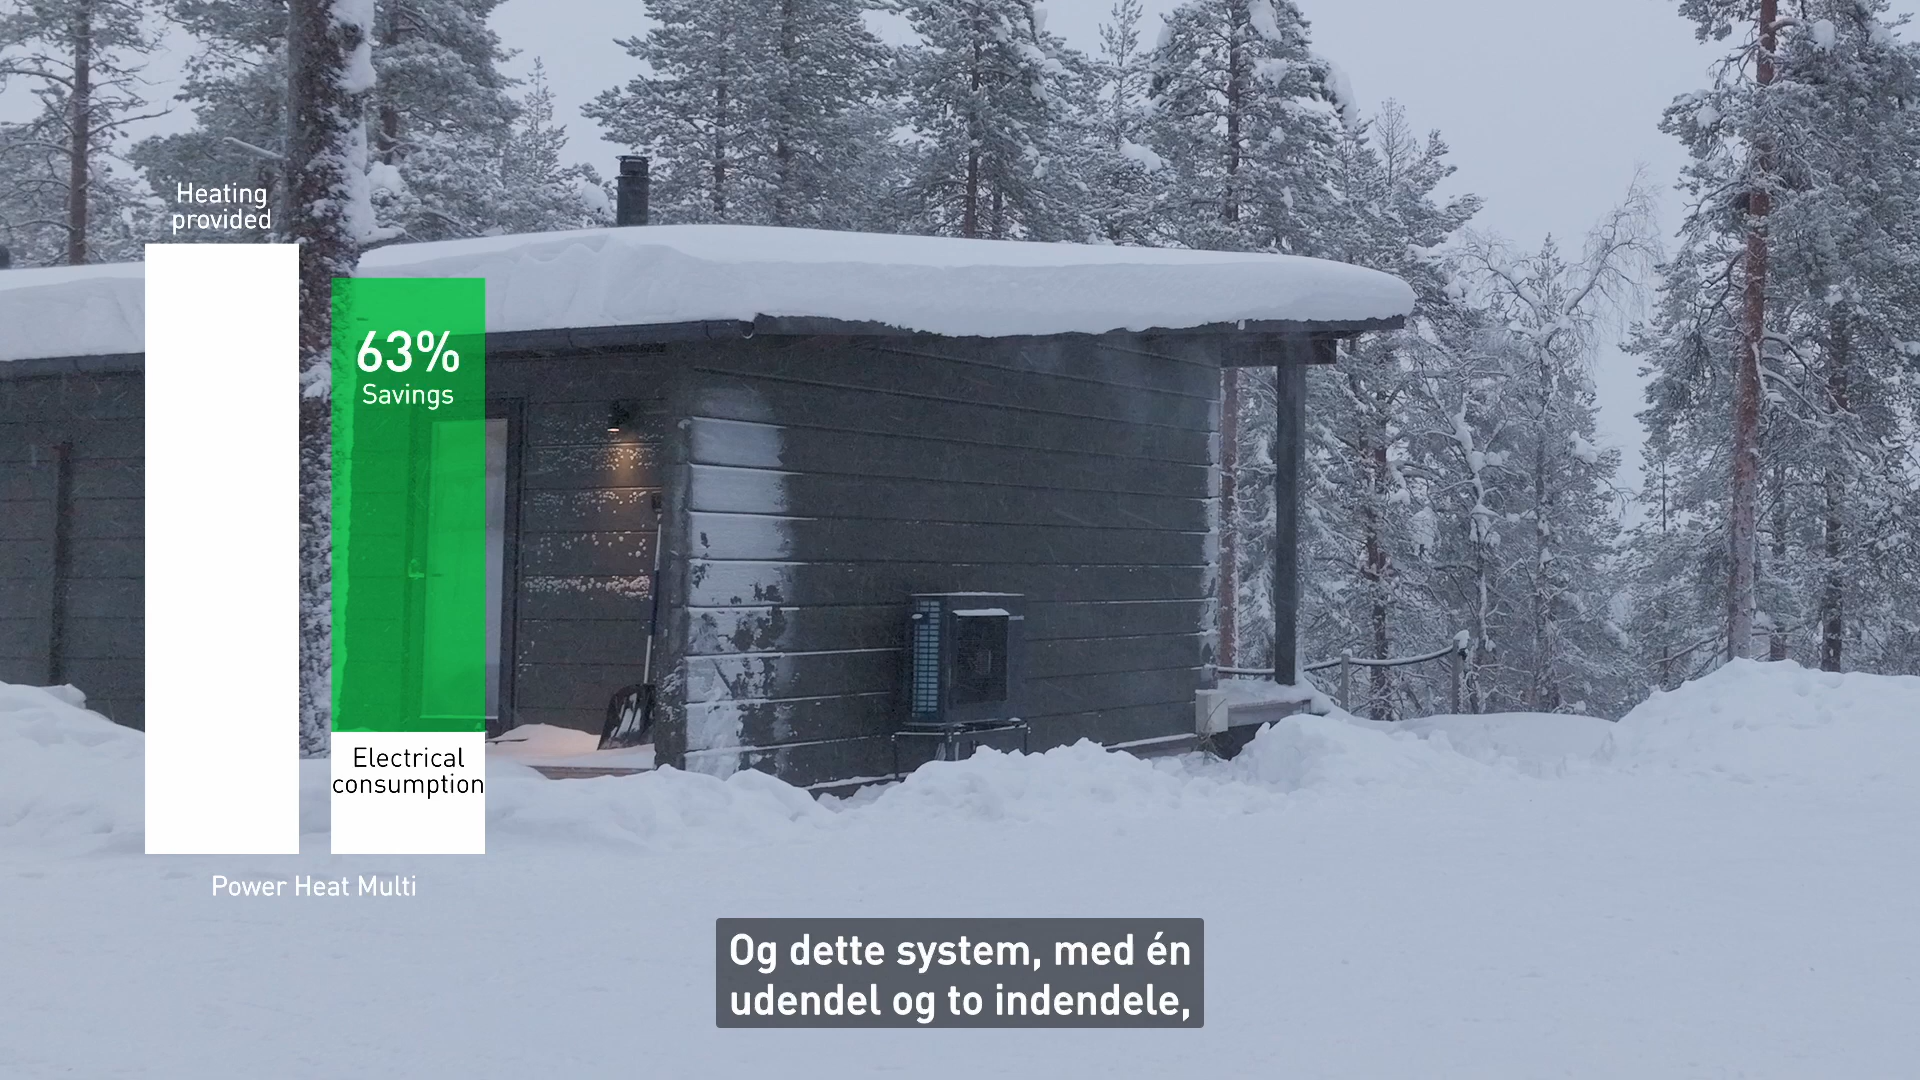 Heating
provided
63%
Savings
Electrical
consumption
Power Heat Multi
Og dette system, med én
udendel og to indendele,